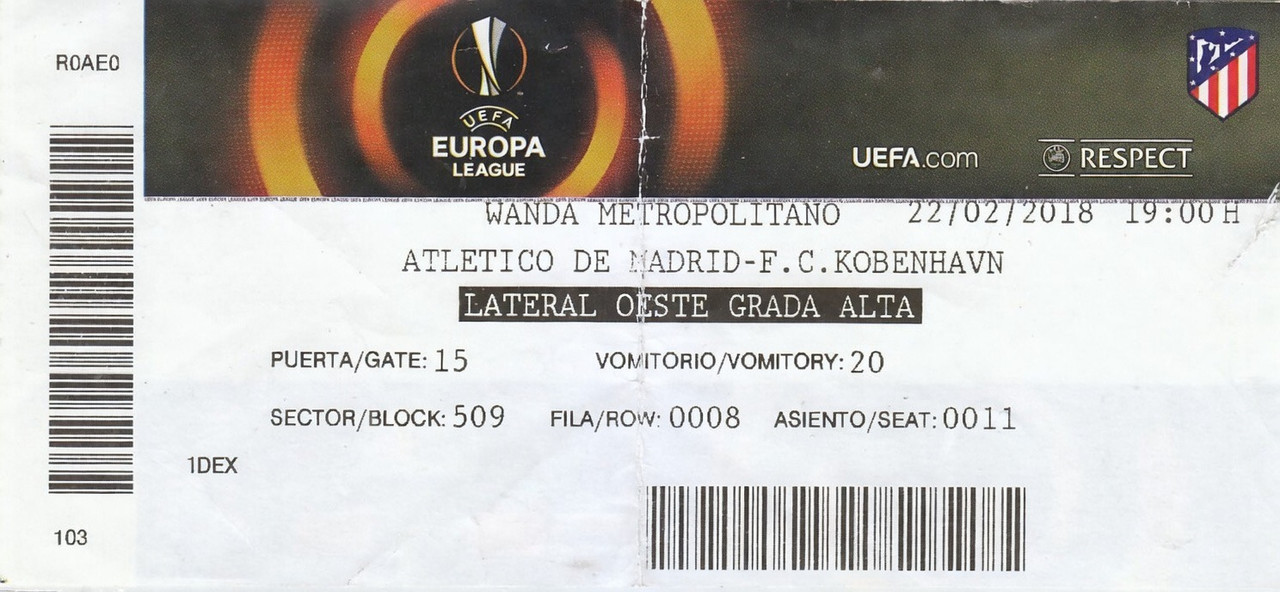 R0AE0
UEFA
EUROPA
LEAGUE
UEFA.com
RESPECT
WANDA METROPOLITANO 22/02/2018 19:00 H
ATLETICO DE MADRID-F.C.KOBENHAVN
LATERAL OESTE GRADA ALTA
PUERTA/GATE: 15 VOMITORIO/VOMITORY: 20
SECTOR/BLOCK: 509 FILA/ROW: 0008 ASIENTO/SEAT: 0011
1DEX
103